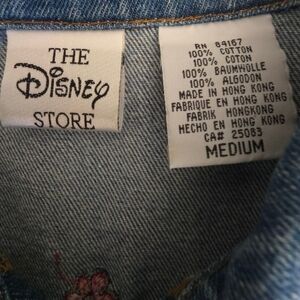 THE
Disney
STORE
RN 84167
100% COTTON
100% COTON
100% BAUMWOLLE
100% ALGODON
MADE IN HONG KONG
FABRIQUE EN HONG KONG
FABRIK HONGKONG
HECHO EN HONG KONG
CA# 25083
MEDIUM